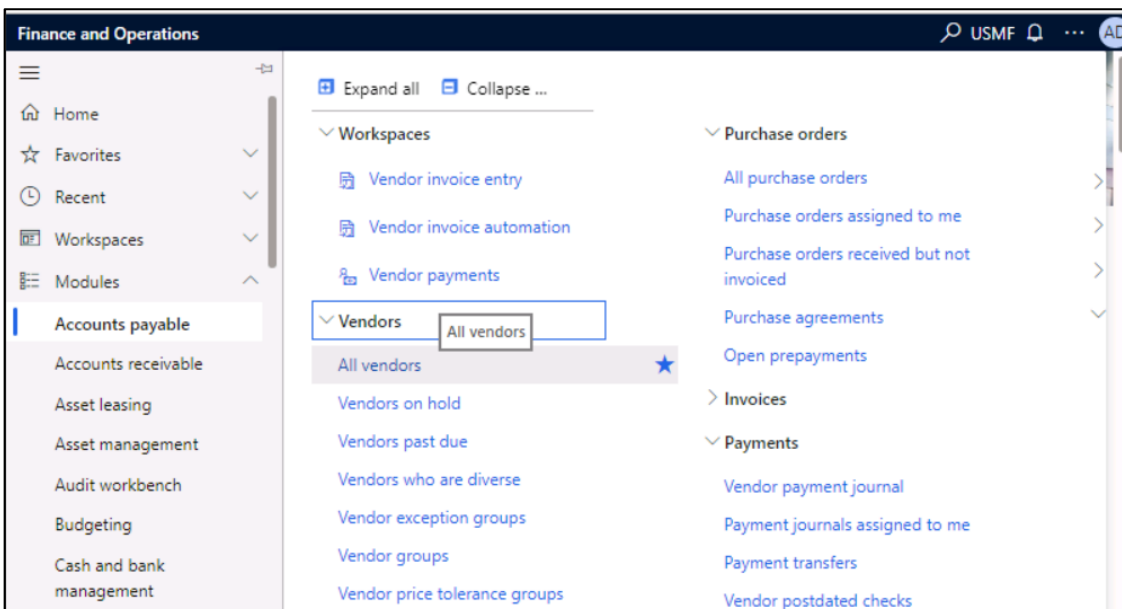 Finance and Operations
USMF
AD
Home
Favorites
Recent
Workspaces
Modules
Accounts payable
Accounts receivable
Asset leasing
Asset management
Audit workbench
Budgeting
Cash and bank
management
Expand all
Collapse ...
Workspaces
Vendor invoice entry
Vendor invoice automation
Vendor payments
Vendors
All vendors
All vendors
Vendors on hold
Vendors past due
Vendors who are diverse
Vendor exception groups
Vendor groups
Vendor price tolerance groups
Purchase orders
All purchase orders
Purchase orders assigned to me
Purchase orders received but not
invoiced
Purchase agreements
Open prepayments
Invoices
Payments
Vendor payment journal
Payment journals assigned to me
Payment transfers
Vendor postdated checks